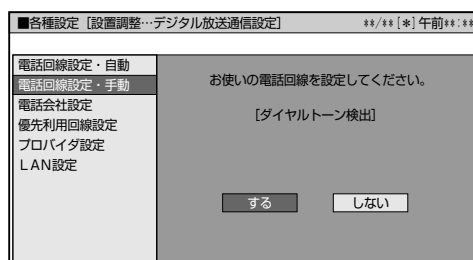 ■各種設定［設置調整…デジタル放送通信設定］ **/**[*]午前**:**
電話回線設定・自動
電話回線設定・手動
電話会社設定
優先利用回線設定
プロバイダ設定
ＬＡＮ設定
お使いの電話回線を設定してください。
［ダイヤルトーン検出］
する しない